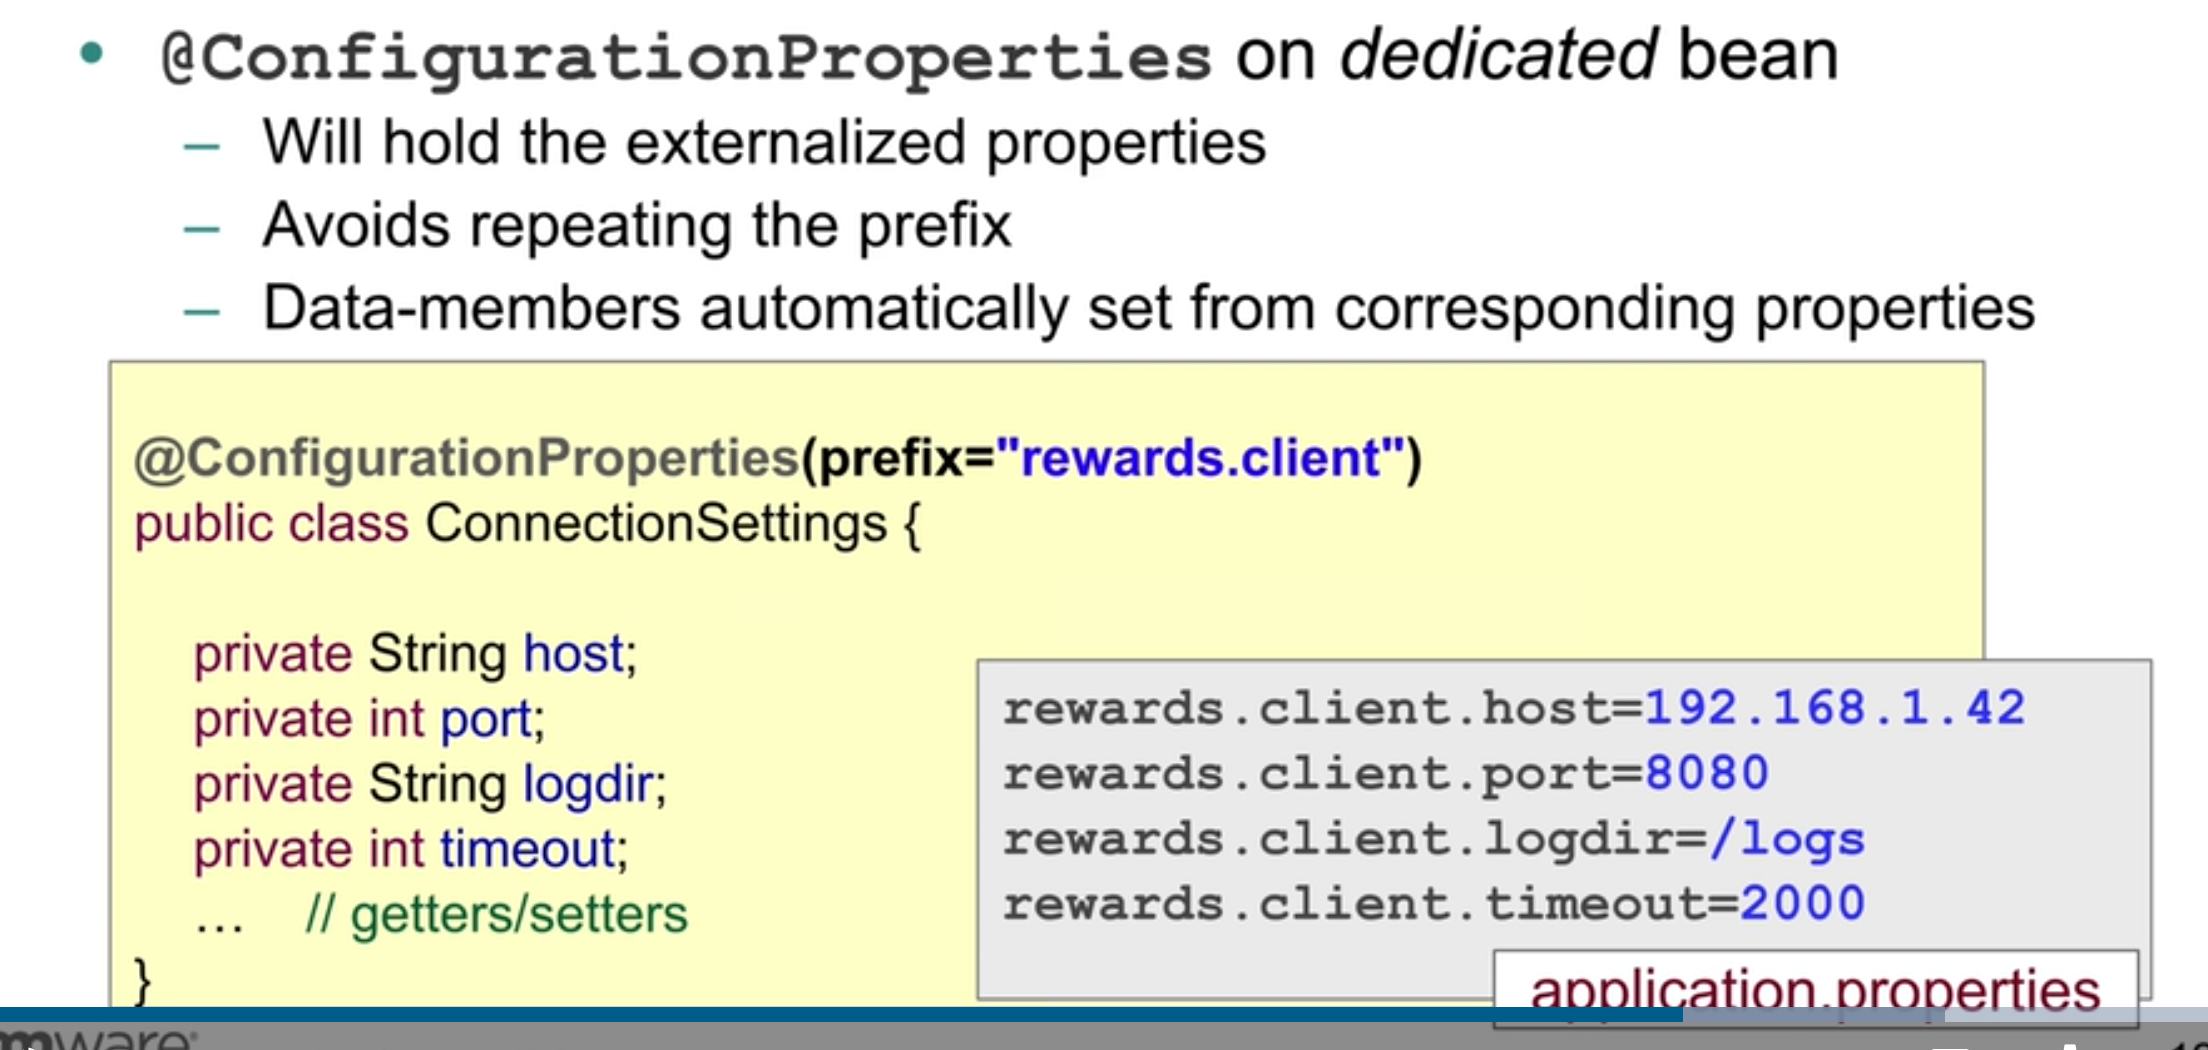 • @ConfigurationProperties on dedicated bean
– Will hold the externalized properties
– Avoids repeating the prefix
– Data-members automatically set from corresponding properties
@ConfigurationProperties(prefix="rewards.client")
public class ConnectionSettings {
private String host;
private int port;
private String logdir;
private int timeout;
… // getters/setters
}
rewards.client.host=192.168.1.42
rewards.client.port=8080
rewards.client.logdir=/logs
rewards.client.timeout=2000
application.properties